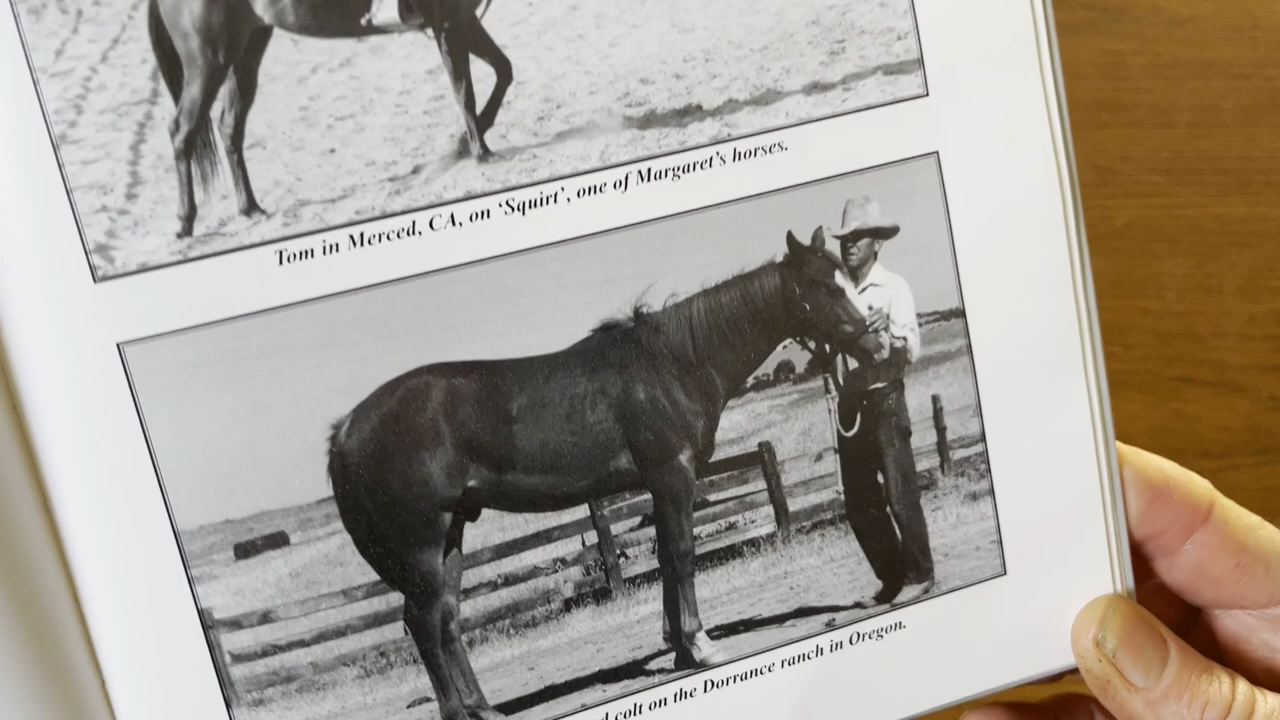 Tom in Merced, CA, on ‘Squirt’, one of Margaret’s horses.
colt on the Dorrance ranch in Oregon.